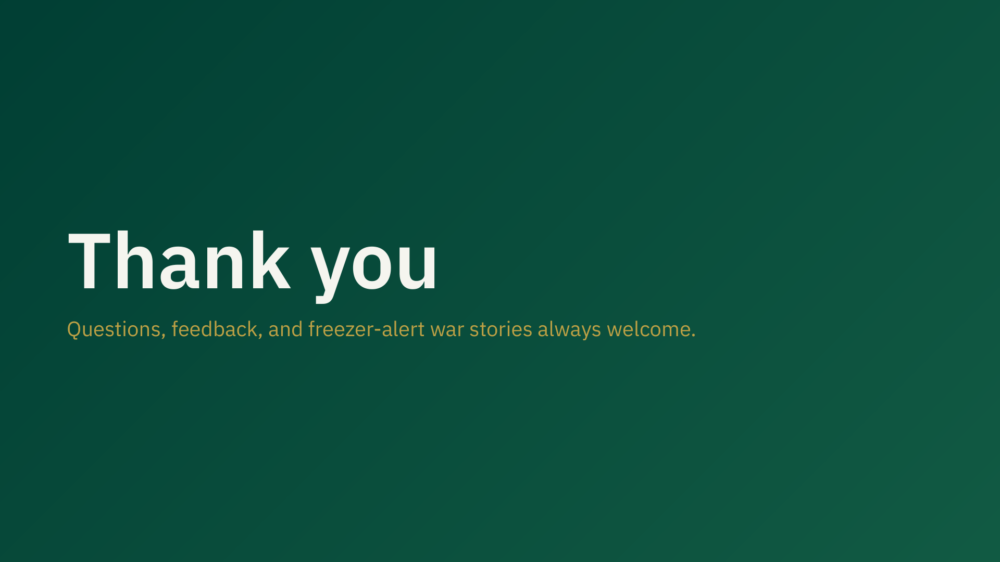 Thank you
Questions, feedback, and freezer-alert war stories always welcome.